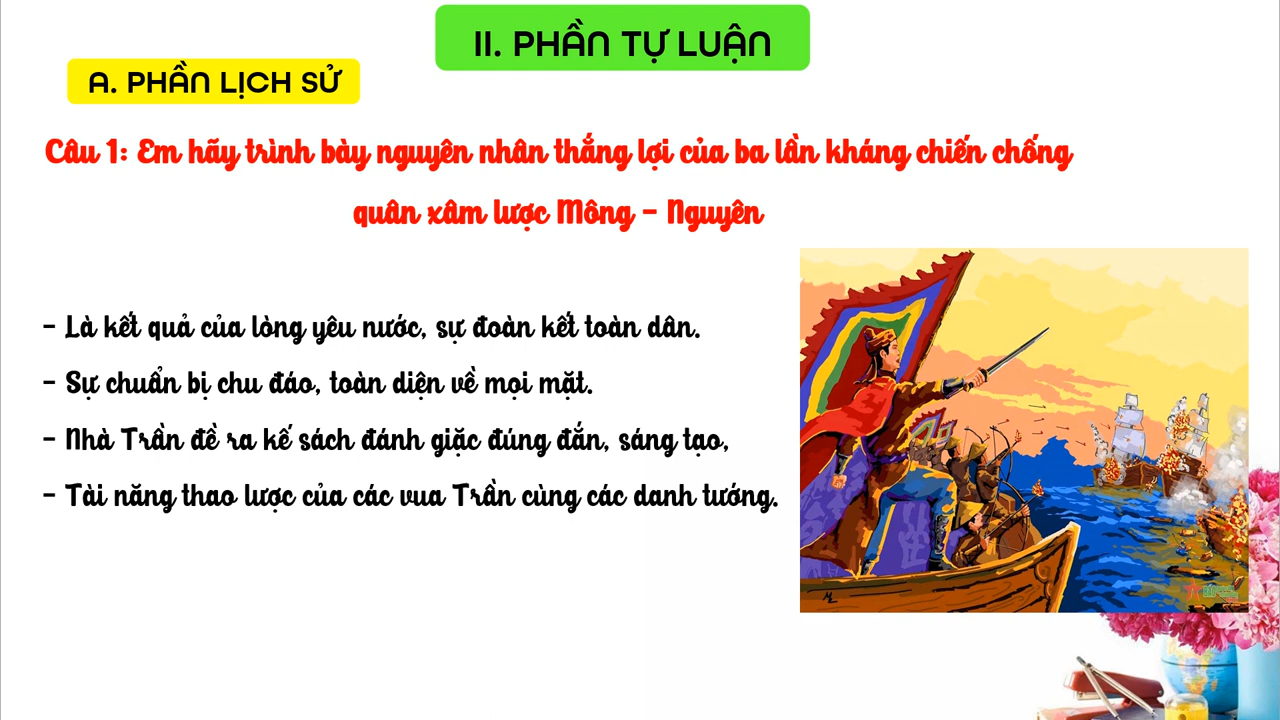 II. PHẦN TỰ LUẬN
A. PHẦN LỊCH SỬ
Câu 1: Em hãy trình bày nguyên nhân thắng lợi của ba lần kháng chiến chống
quân xâm lược Mông - Nguyên
- Là kết quả của lòng yêu nước, sự đoàn kết toàn dân.
- Sự chuẩn bị chu đáo, toàn diện về mọi mặt.
- Nhà Trần đề ra kế sách đánh giặc đúng đắn, sáng tạo,
- Tài năng thao lược của các vua Trần cùng các danh tướng.